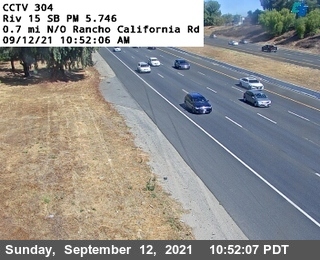 CCTV 304
Riv 15 SB PM 5.746
0.7 mi N/O Rancho California Rd
09/12/21 10:52:06 AM
Sunday, September 12, 2021 10:52:07 PDT